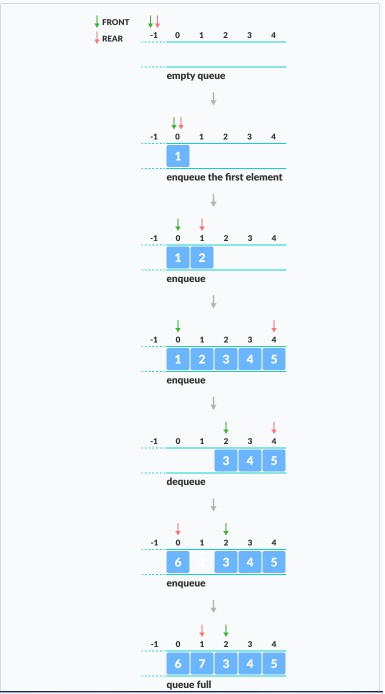 FRONT
REAR
-1 0 1 2 3 4
empty queue
-1 0 1 2 3 4
1
enqueue the first element
-1 0 1 2 3 4
1 2
enqueue
-1 0 1 2 3 4
1 2 3 4 5
enqueue
-1 0 1 2 3 4
3 4 5
dequeue
-1 0 1 2 3 4
6 3 4 5
enqueue
-1 0 1 2 3 4
6 7 3 4 5
queue full